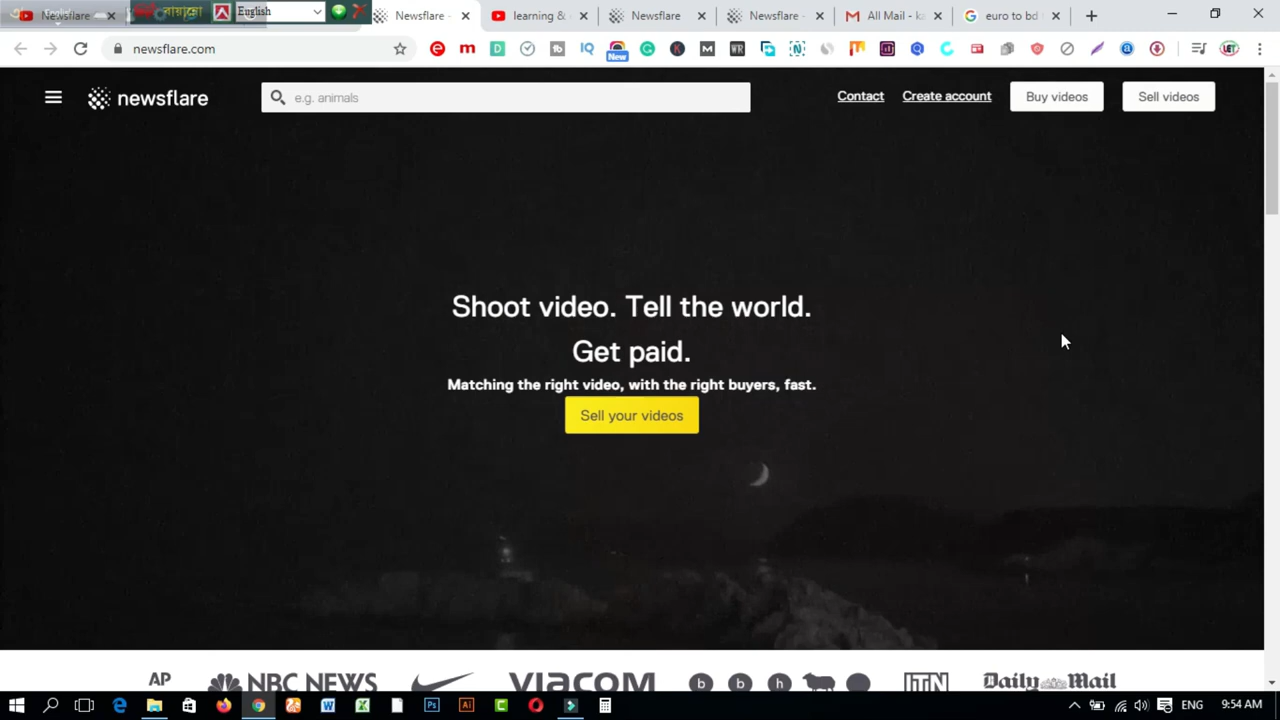 Newsflare
বায়ান্নো
English
Newsflare -
learning &
Newsflare
Newsflare -
All Mail - ka
euro to bd
newsflare.com
New
newsflare
e.g. animals
Contact
Create account
Buy videos
Sell videos
Shoot video. Tell the world.
Get paid.
Matching the right video, with the right buyers, fast.
Sell your videos
AP
NBC NEWS
VIACOM
b b h
ITN
Daily Mail
ENG
9:54 AM